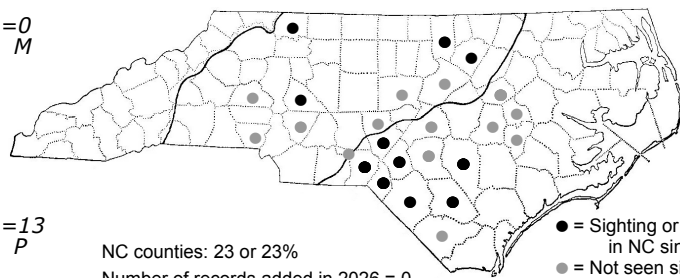 =0
M
=13
P
NC counties: 23 or 23%
Number of records added in 2026 = 0
● = Sighting or
in NC sin
● = Not seen si